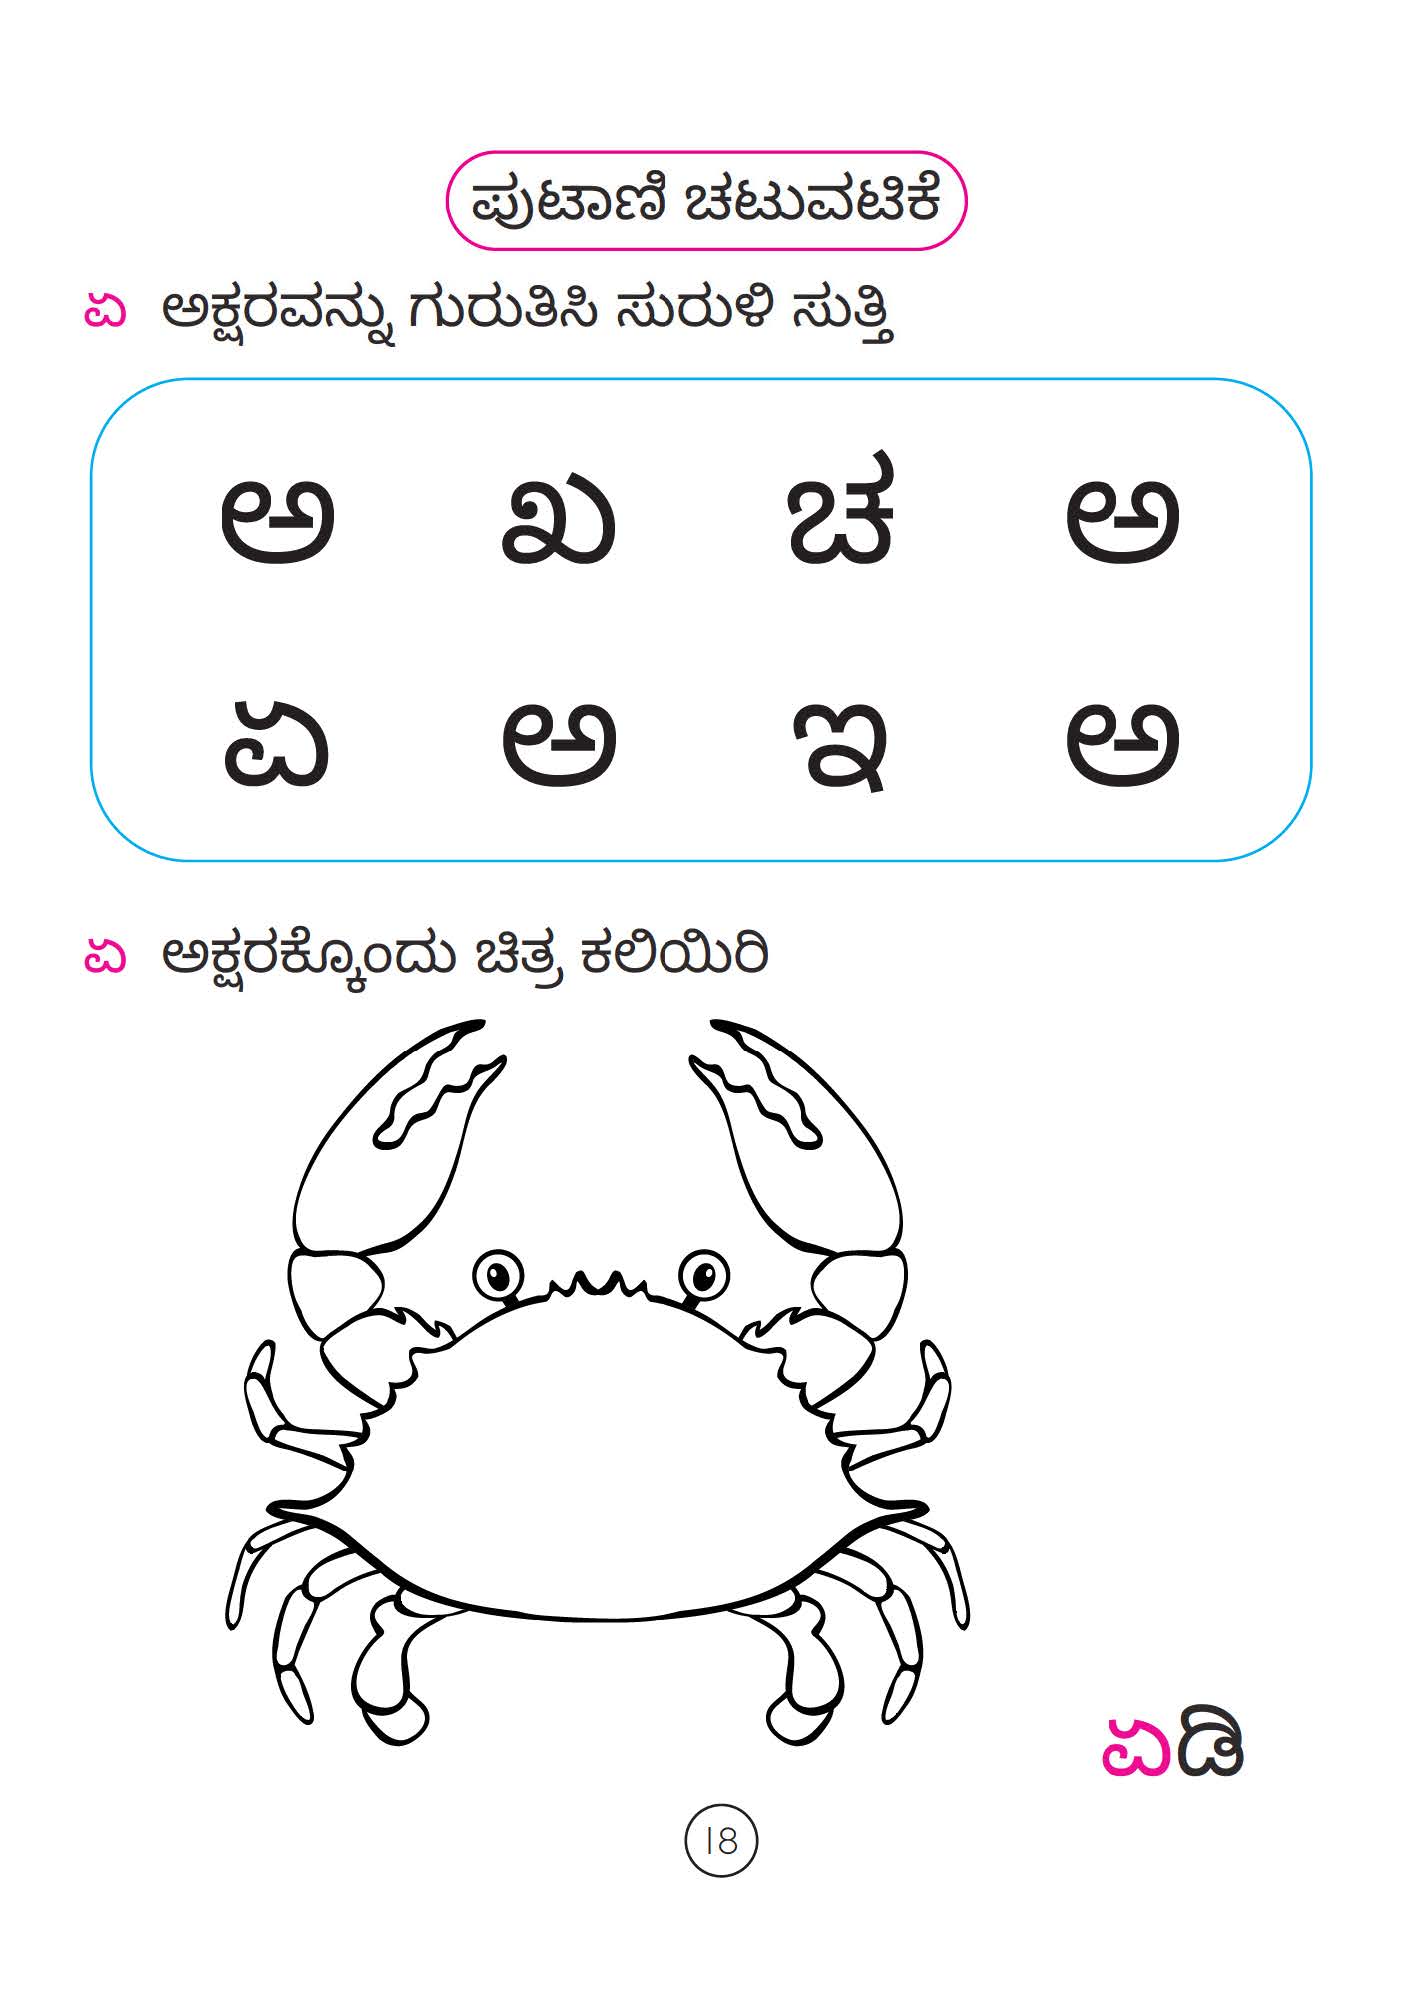 ಪುಟಾಣಿ ಚಟುವಟಿಕೆ
ಏ ಅಕ್ಷರವನ್ನು ಗುರುತಿಸಿ ಸುರುಳಿ ಸುತ್ತಿ
ಅ ಖ ಚ ಅ
ಏ ಅ ಇ ಅ
ಏ ಅಕ್ಷರಕ್ಕೊಂದು ಚಿತ್ರ ಕಲಿಯಿರಿ
ಏಡಿ
18